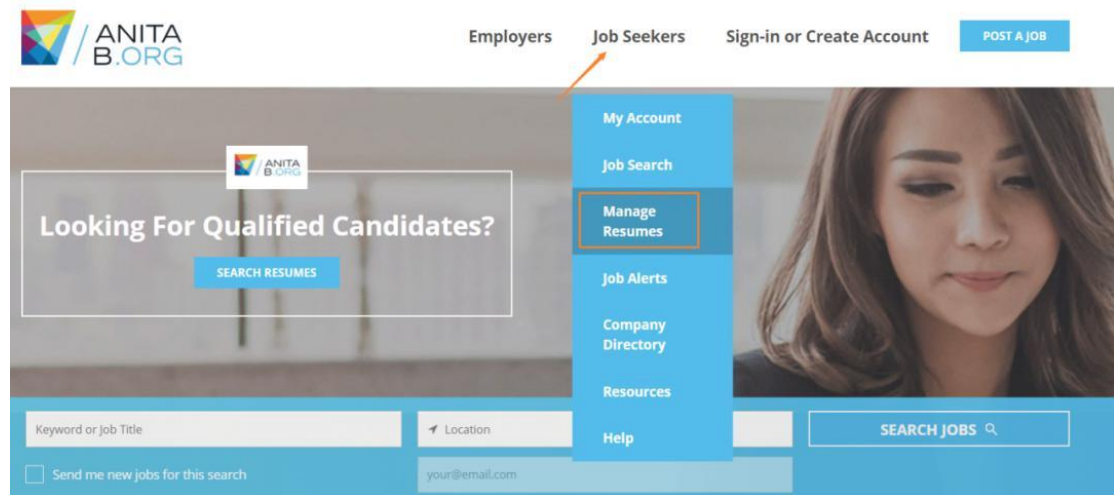 ANITA
B.ORG
Employers
Job Seekers
Sign-in or Create Account
POST A JOB
My Account
Job Search
Manage
Resumes
Job Alerts
Company
Directory
Resources
Help
ANITA
B.ORG
Looking For Qualified Candidates?
SEARCH RESUMES
Keyword or Job Title
Location
SEARCH JOBS
Send me new jobs for this search
your@email.com